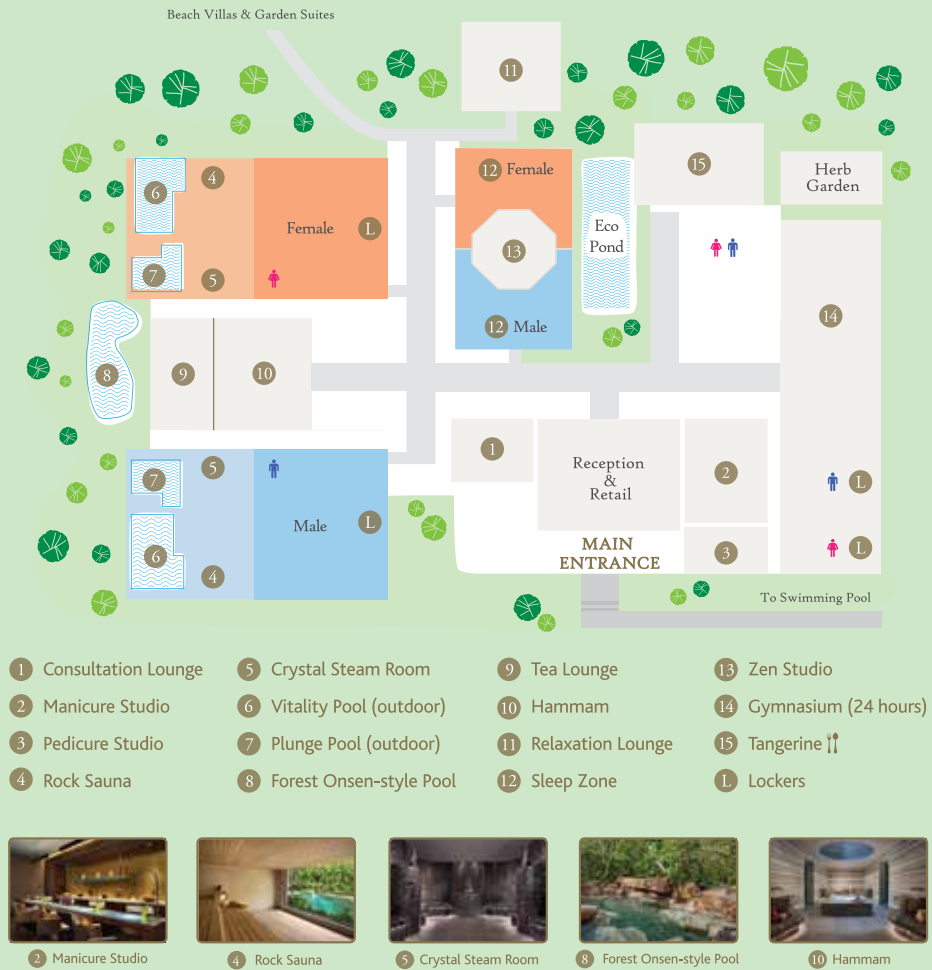 Beach Villas & Garden Suites
11
15
Herb
Garden
6
4
Female
L
7
5
12 Female
13
12 Male
Eco
Pond
14
8
9
10
1
Reception
& 
Retail
2
3
MAIN
ENTRANCE
L
L
7
5
6
4
Male
L
To Swimming Pool
1 Consultation Lounge
2 Manicure Studio
3 Pedicure Studio
4 Rock Sauna
5 Crystal Steam Room
6 Vitality Pool (outdoor)
7 Plunge Pool (outdoor)
8 Forest Onsen-style Pool
9 Tea Lounge
10 Hammam
11 Relaxation Lounge
12 Sleep Zone
13 Zen Studio
14 Gymnasium (24 hours)
15 Tangerine
L Lockers
2 Manicure Studio
4 Rock Sauna
5 Crystal Steam Room
8 Forest Onsen-style Pool
10 Hammam